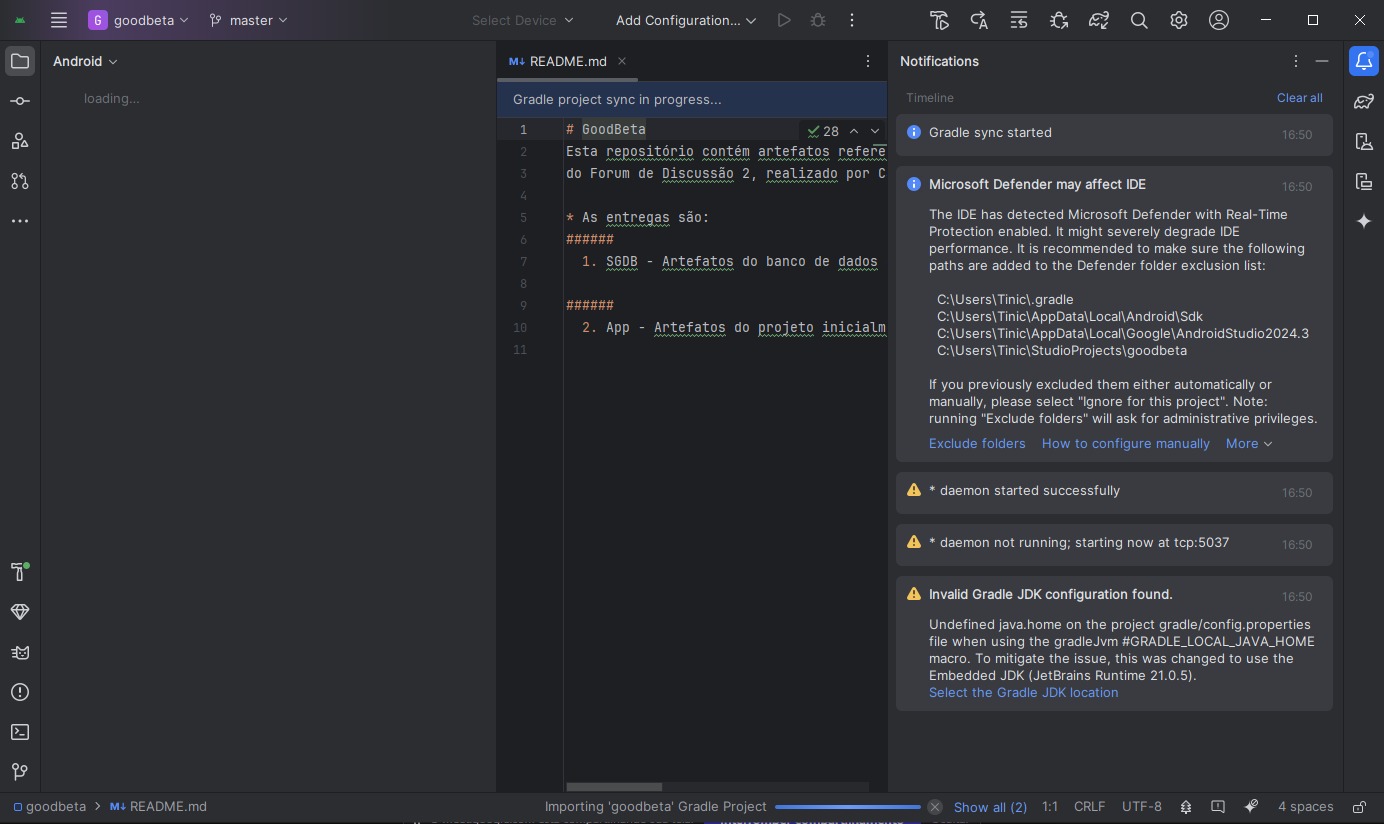 G goodbeta master Select Device Add Configuration...
Android
loading...
README.md
Gradle project sync in progress...
1 # GoodBeta 28
2 Esta repositório contém artefatos refere
3 do Forum de Discussão 2, realizado por C
4
5 * As entregas são:
6 ######
7 1. SGDB - Artefatos do banco de dados
8
9 ######
10 2. App - Artefatos do projeto inicialm
11
Notifications
Timeline Clear all
Gradle sync started 16:50
Microsoft Defender may affect IDE 16:50
The IDE has detected Microsoft Defender with Real-Time
Protection enabled. It might severely degrade IDE
performance. It is recommended to make sure the following
paths are added to the Defender folder exclusion list:
C:\Users\Tinic\.gradle
C:\Users\Tinic\AppData\Local\Android\Sdk
C:\Users\Tinic\AppData\Local\Google\AndroidStudio2024.3
C:\Users\Tinic\StudioProjects\goodbeta
If you previously excluded them either automatically or
manually, please select "Ignore for this project". Note:
running "Exclude folders" will ask for administrative privileges.
Exclude folders How to configure manually More
* daemon started successfully 16:50
* daemon not running; starting now at tcp:5037 16:50
Invalid Gradle JDK configuration found. 16:50
Undefined java.home on the project gradle/config.properties
file when using the gradleJvm #GRADLE_LOCAL_JAVA_HOME
macro. To mitigate the issue, this was changed to use the
Embedded JDK (JetBrains Runtime 21.0.5).
Select the Gradle JDK location
goodbeta > README.md Importing 'goodbeta' Gradle Project Show all (2) 1:1 CRLF UTF-8 4 spaces